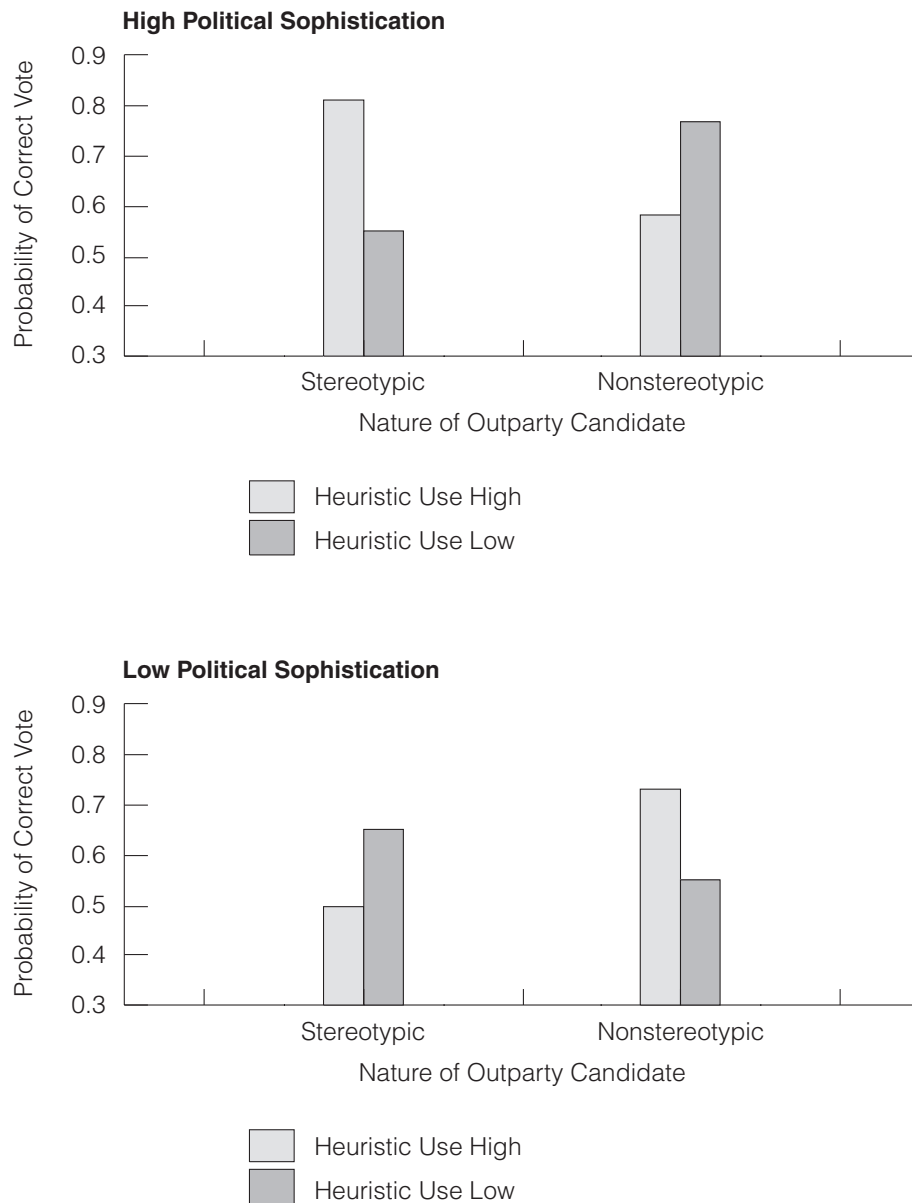 High Political Sophistication
Probability of Correct Vote
0.9
0.8
0.7
0.6
0.5
0.4
0.3
Stereotypic Nonstereotypic
Nature of Outparty Candidate
Heuristic Use High
Heuristic Use Low
Low Political Sophistication
Probability of Correct Vote
0.9
0.8
0.7
0.6
0.5
0.4
0.3
Stereotypic Nonstereotypic
Nature of Outparty Candidate
Heuristic Use High
Heuristic Use Low